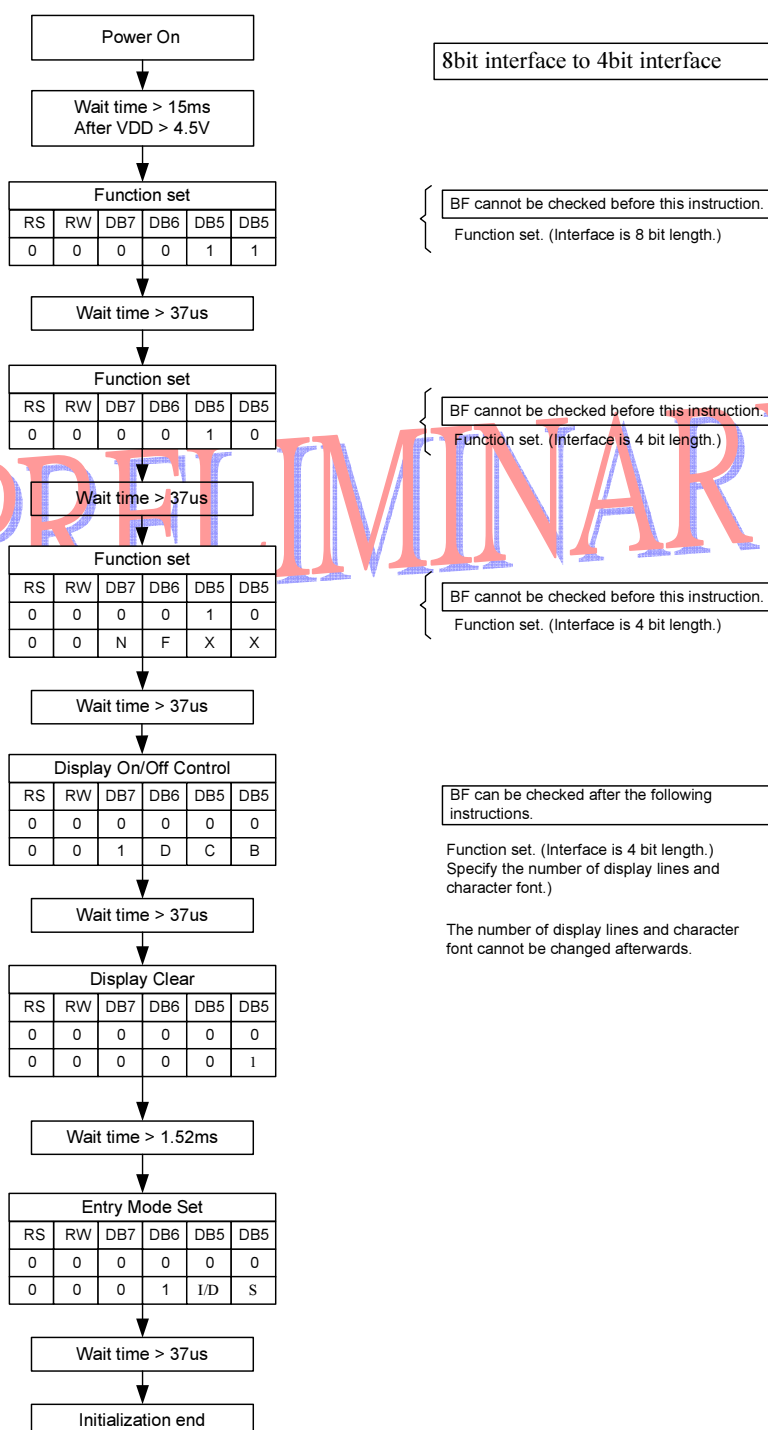 Power On
8bit interface to 4bit interface
Wait time > 15ms
After VDD > 4.5V
Function set
RS RW DB7 DB6 DB5 DB5
0 0 0 0 1 1
BF cannot be checked before this instruction.
Function set. (Interface is 8 bit length.)
Wait time > 37us
Function set
RS RW DB7 DB6 DB5 DB5
0 0 0 0 1 0
BF cannot be checked before this instruction.
Function set. (Interface is 4 bit length.)
PRELIMINARY
Wait time > 37us
Function set
RS RW DB7 DB6 DB5 DB5
0 0 0 0 1 0
0 0 N F X X
BF cannot be checked before this instruction.
Function set. (Interface is 4 bit length.)
Wait time > 37us
Display On/Off Control
RS RW DB7 DB6 DB5 DB5
0 0 0 0 0 0
0 0 1 D C B
BF can be checked after the following
instructions.
Function set. (Interface is 4 bit length.)
Specify the number of display lines and
character font.)
The number of display lines and character
font cannot be changed afterwards.
Wait time > 37us
Display Clear
RS RW DB7 DB6 DB5 DB5
0 0 0 0 0 0
0 0 0 0 0 1
Wait time > 1.52ms
Entry Mode Set
RS RW DB7 DB6 DB5 DB5
0 0 0 0 0 0
0 0 0 1 I/D S
Wait time > 37us
Initialization end